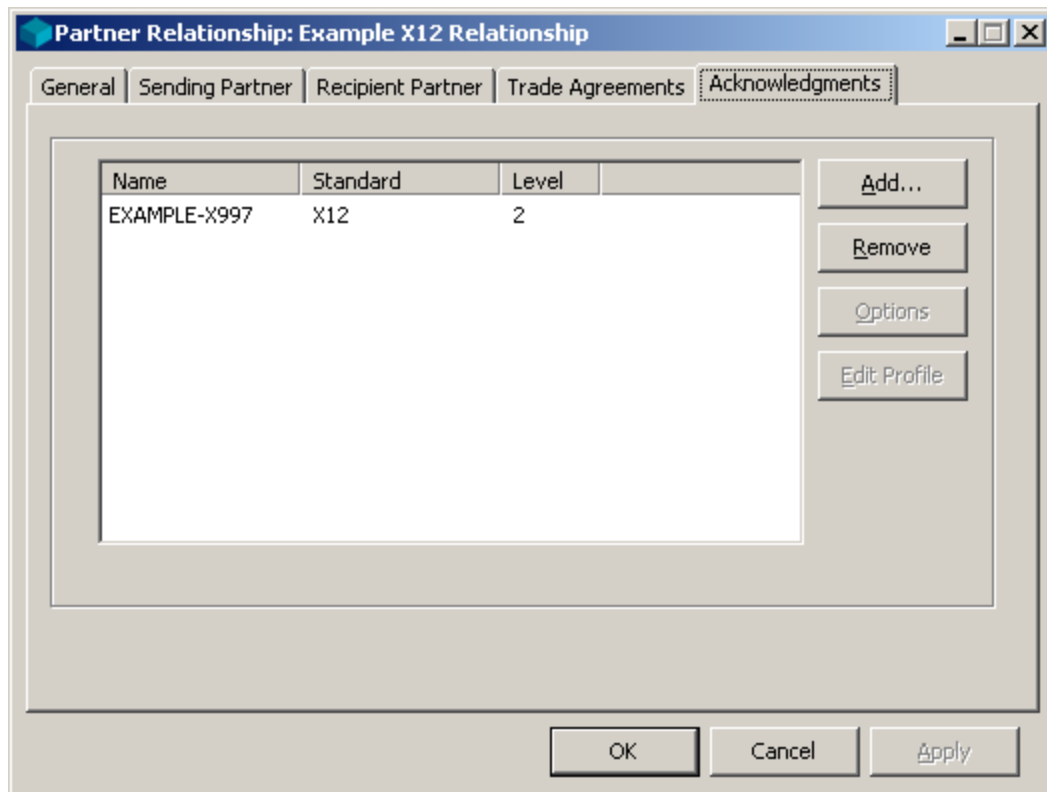 Partner Relationship: Example X12 Relationship
General Sending Partner Recipient Partner Trade Agreements Acknowledgments
Name Standard Level
EXAMPLE-X997 X12 2
Add...
Remove
Options
Edit Profile
OK Cancel Apply